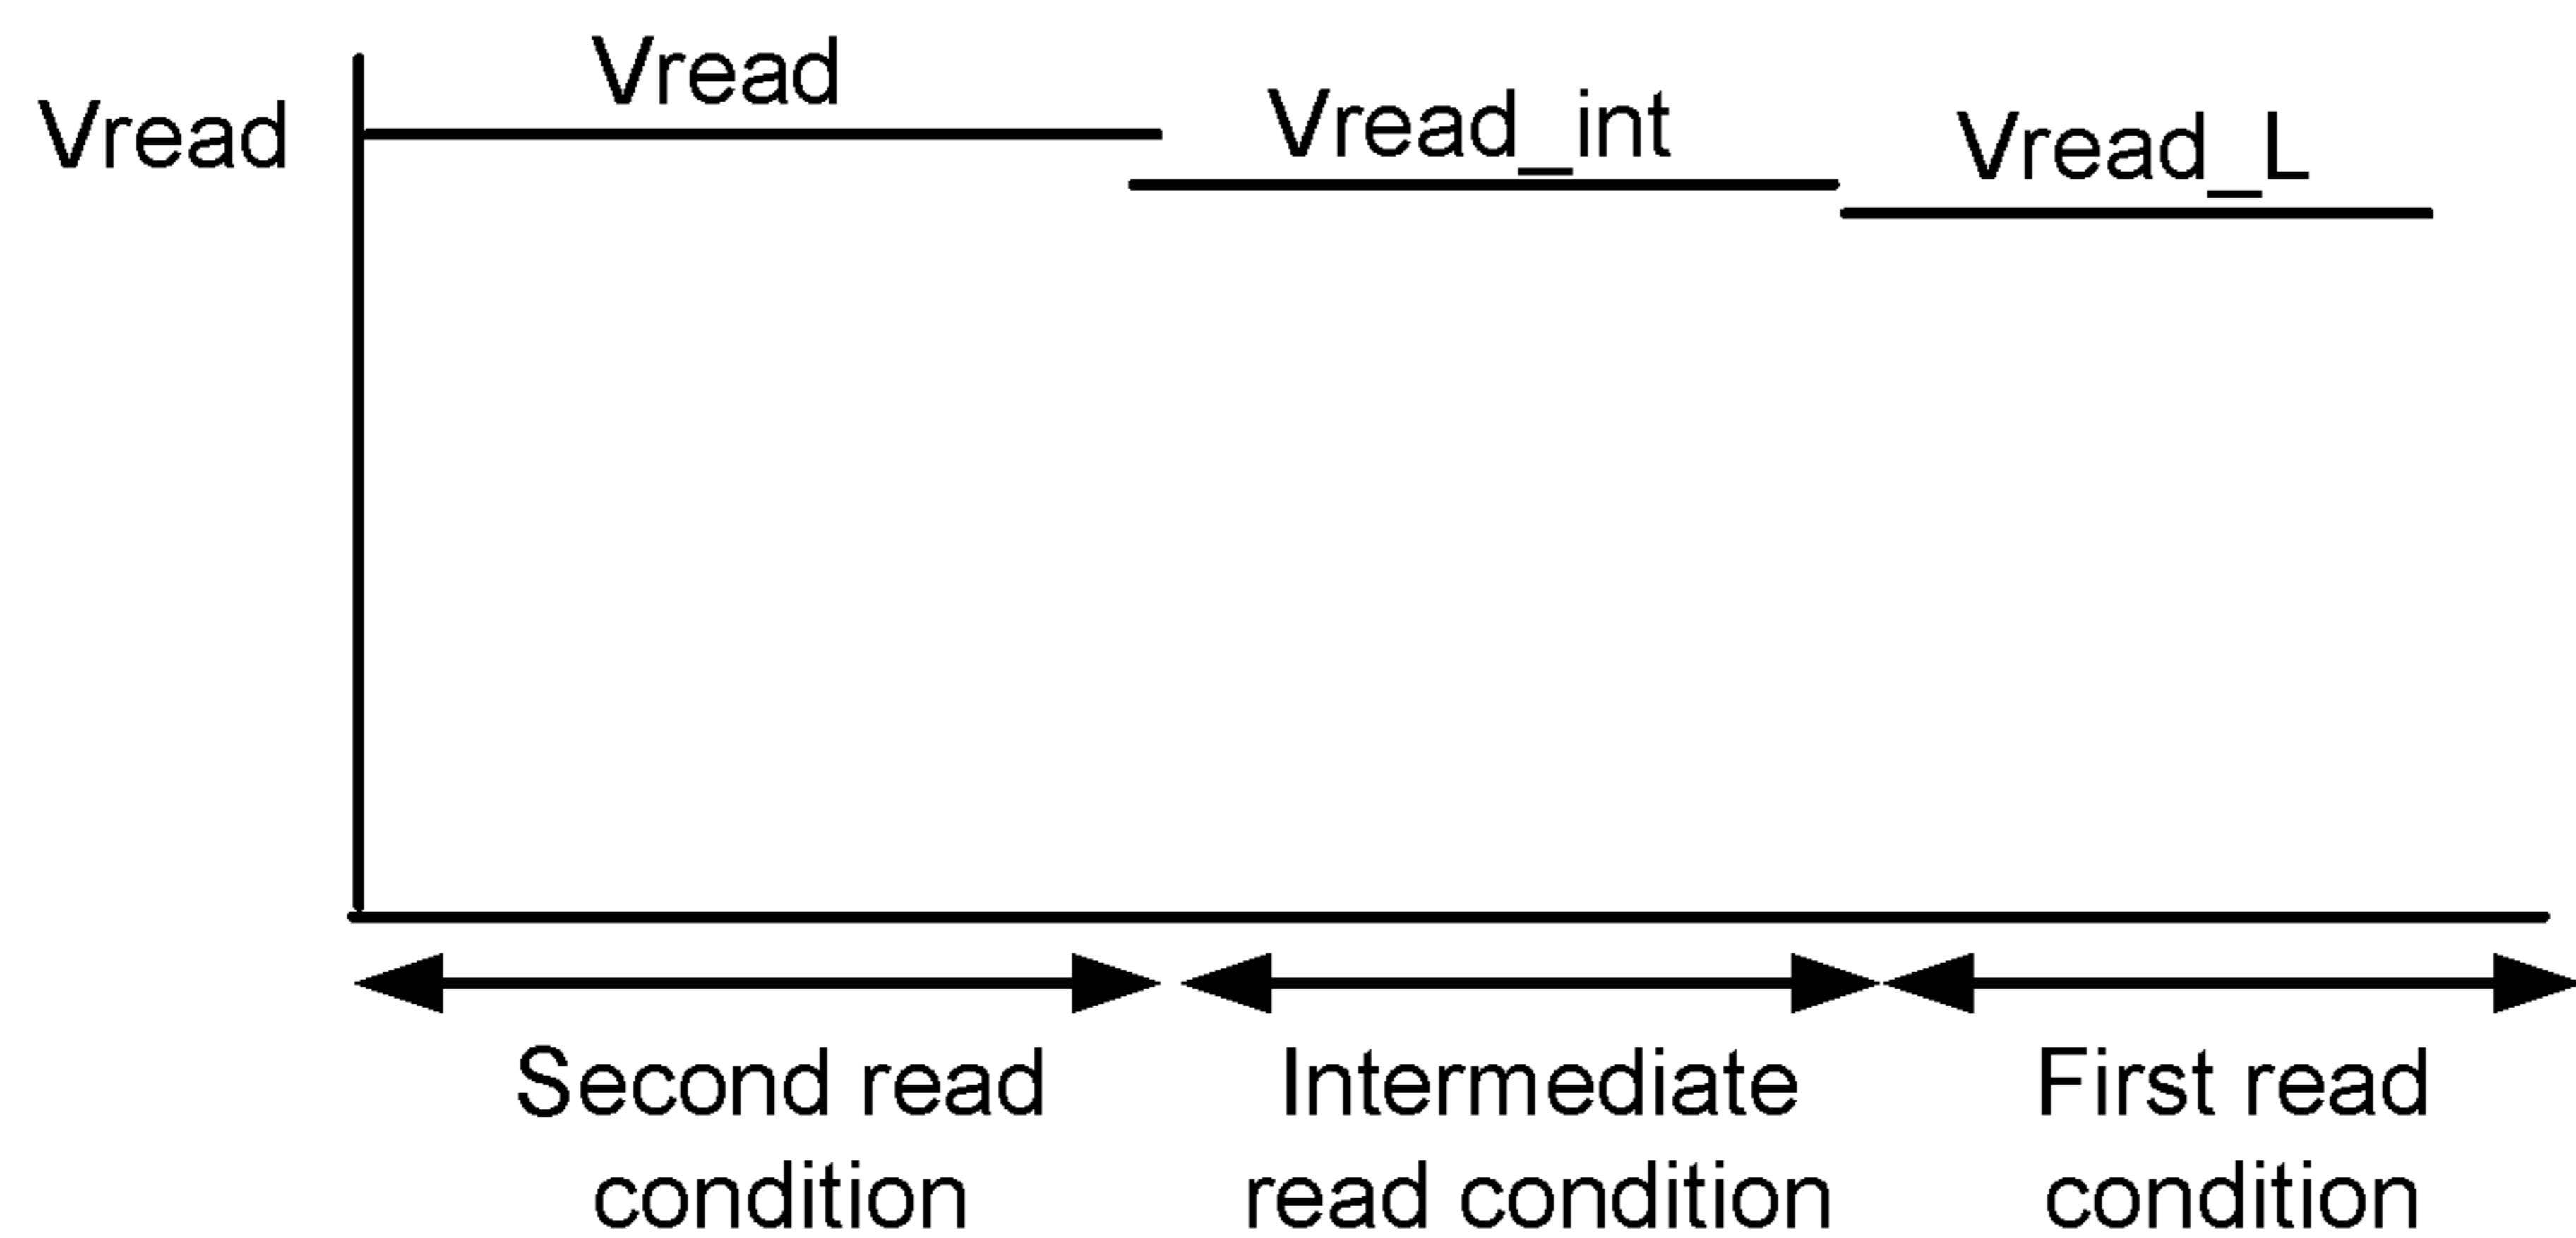 Vread
Vread
Vread_int
Vread_L
Second read
condition
Intermediate
read condition
First read
condition